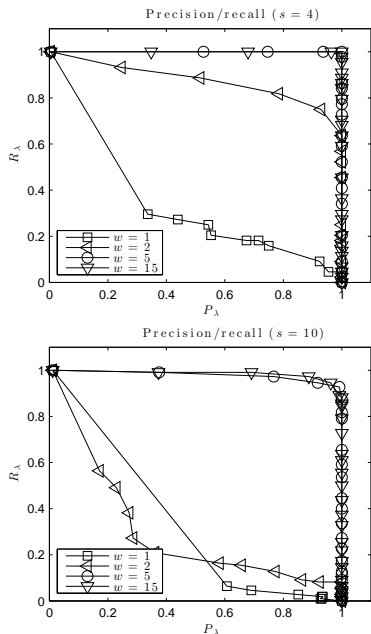 Precision/recall (s = 4)
1
0.8
0.6
0.4
0.2
0
R_λ
w = 1
w = 2
w = 5
w = 15
0 0.2 0.4 0.6 0.8 1
P_λ
Precision/recall (s = 10)
1
0.8
0.6
0.4
0.2
0
R_λ
w = 1
w = 2
w = 5
w = 15
0 0.2 0.4 0.6 0.8 1
P_λ